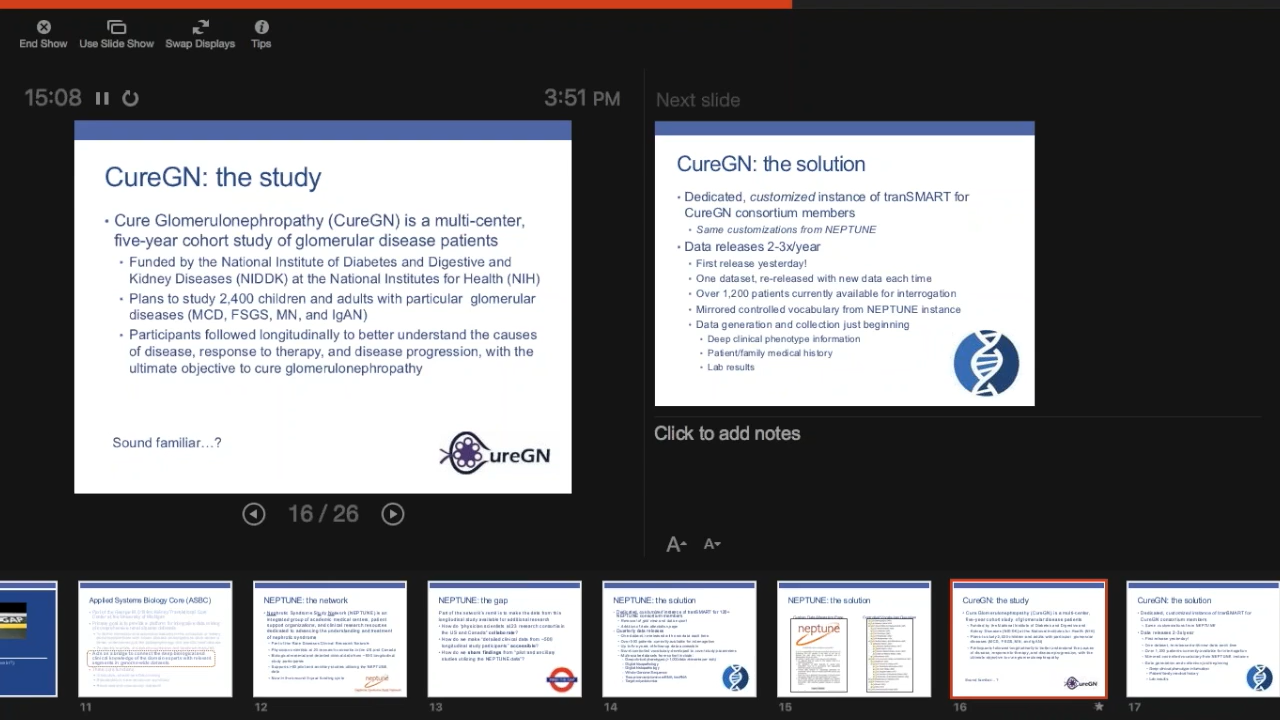 End Show
Use Slide Show
Swap Displays
Tips
15:08
3:51 PM
CureGN: the study
• Cure Glomerulonephropathy (CureGN) is a multi-center,
five-year cohort study of glomerular disease patients
• Funded by the National Institute of Diabetes and Digestive and
Kidney Diseases (NIDDK) at the National Institutes for Health (NIH)
• Plans to study 2,400 children and adults with particular glomerular
diseases (MCD, FSGS, MN, and IgAN)
• Participants followed longitudinally to better understand the causes
of disease, response to therapy, and disease progression, with the
ultimate objective to cure glomerulonephropathy
Sound familiar…?
ureGN
16 / 26
Next slide
CureGN: the solution
• Dedicated, customized instance of tranSMART for
CureGN consortium members
• Same customizations from NEPTUNE
• Data releases 2-3x/year
• First release yesterday!
• One dataset, re-released with new data each time
• Over 1,200 patients currently available for interrogation
• Mirrored controlled vocabulary from NEPTUNE instance
• Data generation and collection just beginning
• Deep clinical phenotype information
• Patient/family medical history
• Lab results
Click to add notes
A A
Applied Systems Biology Core (ASBC)
11
NEPTUNE: the network
12
NEPTUNE: the gap
13
NEPTUNE: the solution
14
NEPTUNE: the solution
neptune
15
CureGN: the study
ureGN
16
CureGN: the solution
17